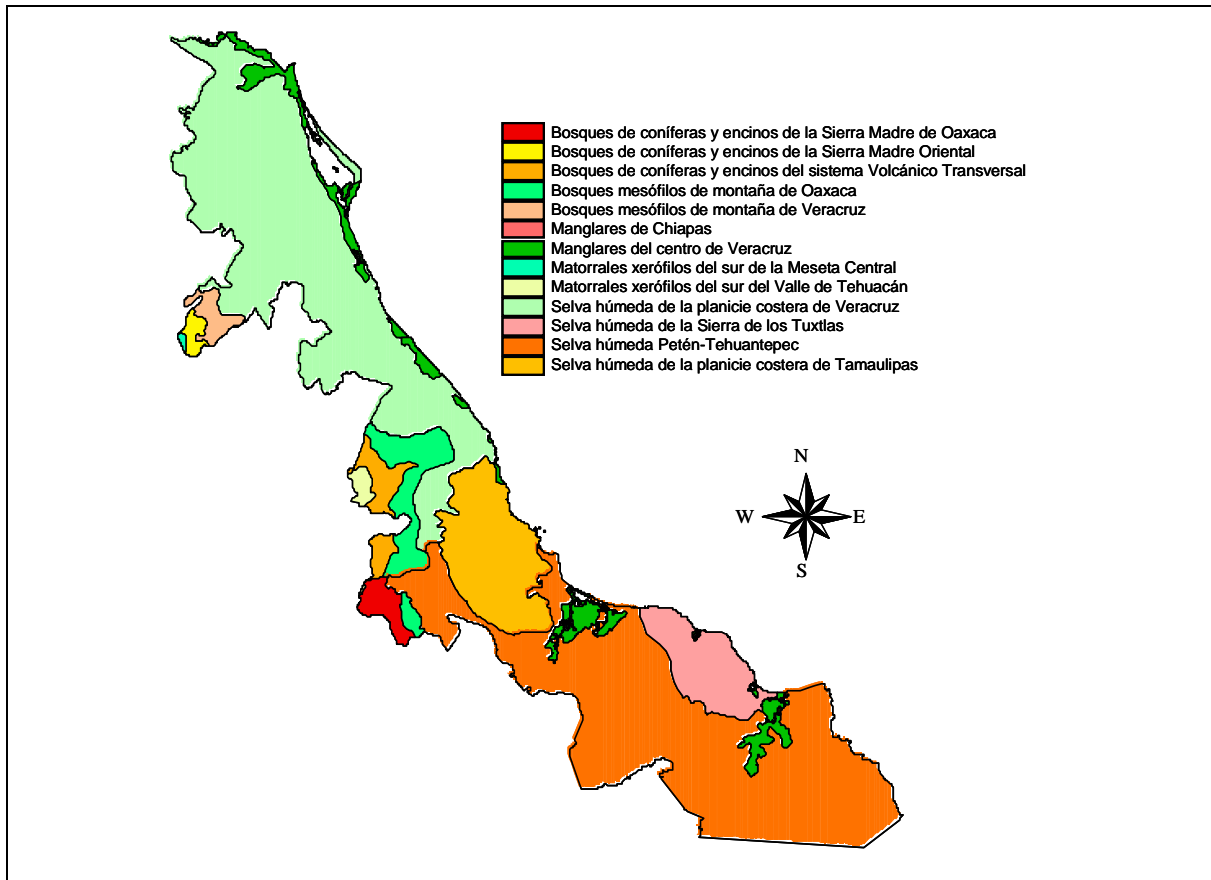 Bosques de coníferas y encinos de la Sierra Madre de Oaxaca
Bosques de coníferas y encinos de la Sierra Madre Oriental
Bosques de coníferas y encinos del sistema Volcánico Transversal
Bosques mesófilos de montaña de Oaxaca
Bosques mesófilos de montaña de Veracruz
Manglares de Chiapas
Manglares del centro de Veracruz
Matorrales xerófilos del sur de la Meseta Central
Matorrales xerófilos del sur del Valle de Tehuacán
Selva húmeda de la planicie costera de Veracruz
Selva húmeda de la Sierra de los Tuxtlas
Selva húmeda Petén-Tehuantepec
Selva húmeda de la planicie costera de Tamaulipas
N
W E
S